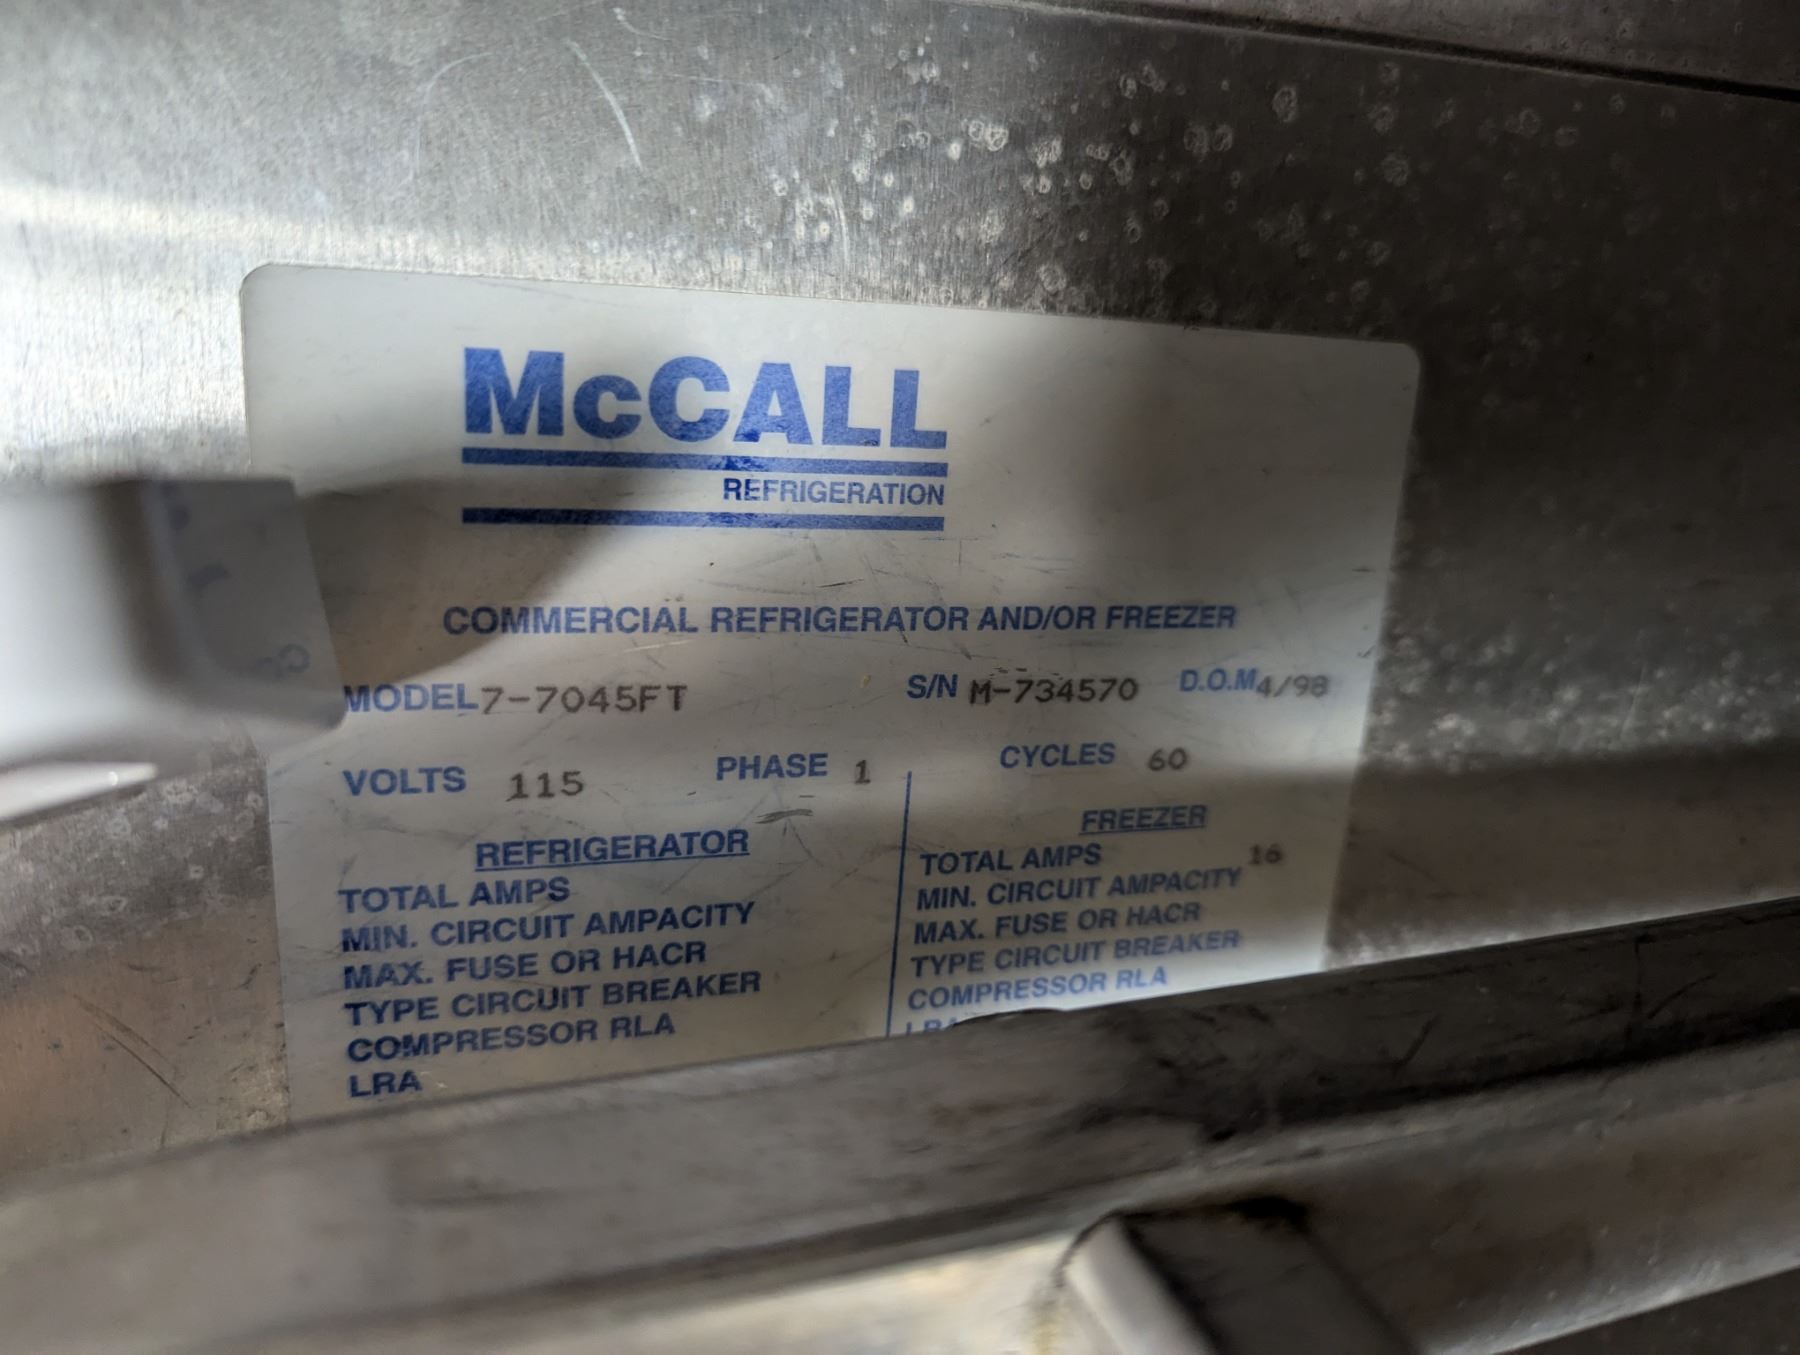 McCALL
REFRIGERATION
COMMERCIAL REFRIGERATOR AND/OR FREEZER
MODEL 7-7045FT S/N M-734570 D.O.M 4/98
VOLTS 115 PHASE 1 CYCLES 60
REFRIGERATOR
TOTAL AMPS
MIN. CIRCUIT AMPACITY
MAX. FUSE OR HACR
TYPE CIRCUIT BREAKER
COMPRESSOR RLA
LRA
FREEZER
TOTAL AMPS 16
MIN. CIRCUIT AMPACITY
MAX. FUSE OR HACR
TYPE CIRCUIT BREAKER
COMPRESSOR RLA